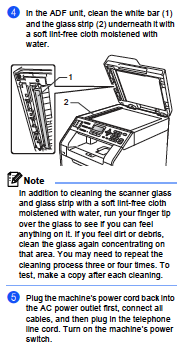 4 In the ADF unit, clean the white bar (1)
and the glass strip (2) underneath it with
a soft lint-free cloth moistened with
water.
1
2
Note
In addition to cleaning the scanner glass
and glass strip with a soft lint-free cloth
moistened with water, run your finger tip
over the glass to see if you can feel
anything on it. If you feel dirt or debris,
clean the glass again concentrating on
that area. You may need to repeat the
cleaning process three or four times. To
test, make a copy after each cleaning.
5 Plug the machine's power cord back into
the AC power outlet first, connect all
cables, and then plug in the telephone
line cord. Turn on the machine's power
switch.